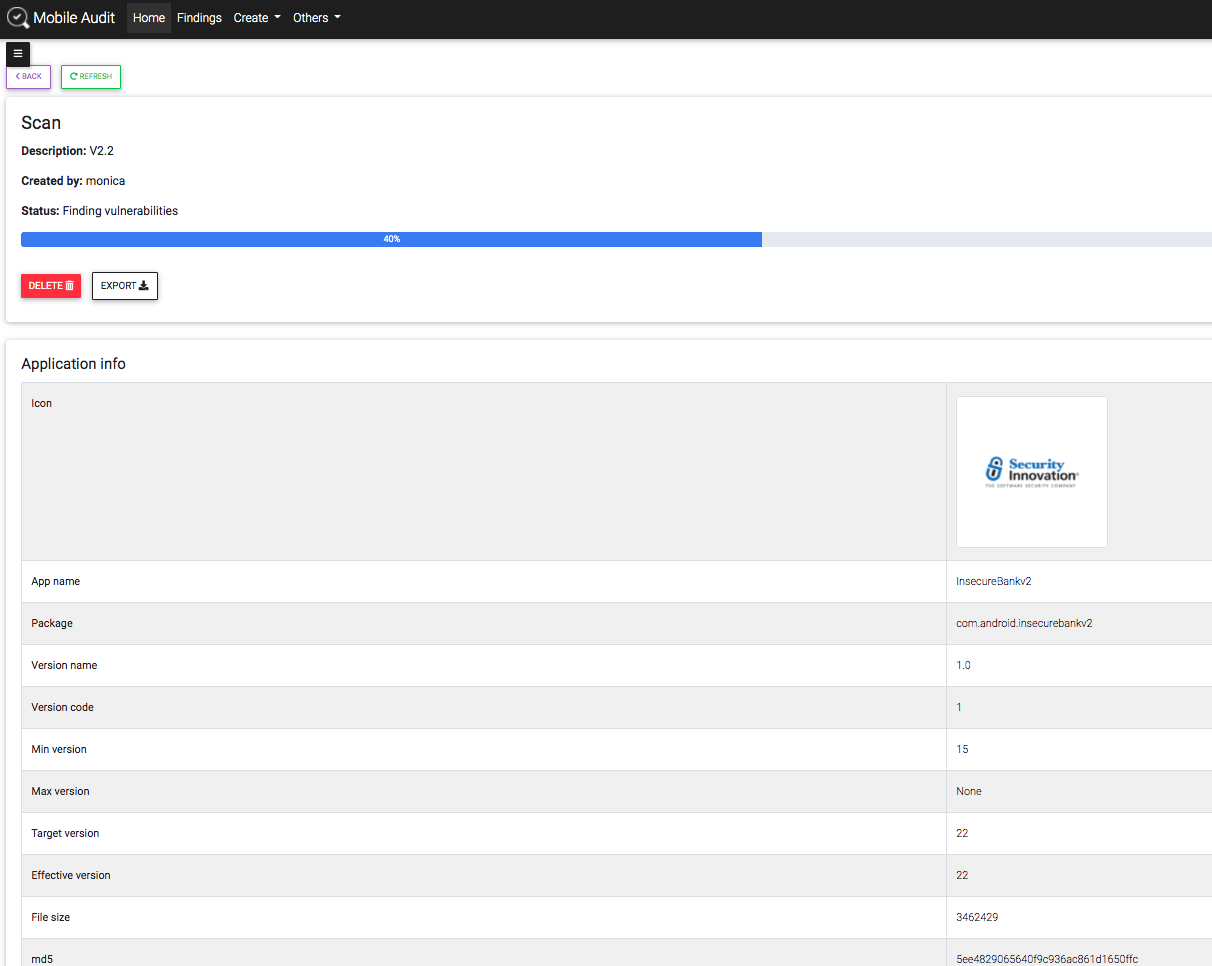 Mobile Audit Home Findings Create Others
BACK REFRESH
Scan
Description: V2.2
Created by: monica
Status: Finding vulnerabilities
40%
DELETE EXPORT
Application info
Icon
Security
Innovation
THE SOFTWARE SECURITY COMPANY
App name InsecureBankv2
Package com.android.insecurebankv2
Version name 1.0
Version code 1
Min version 15
Max version None
Target version 22
Effective version 22
File size 3462429
md5 5ee4829065640f9c936ac861d1650ffc